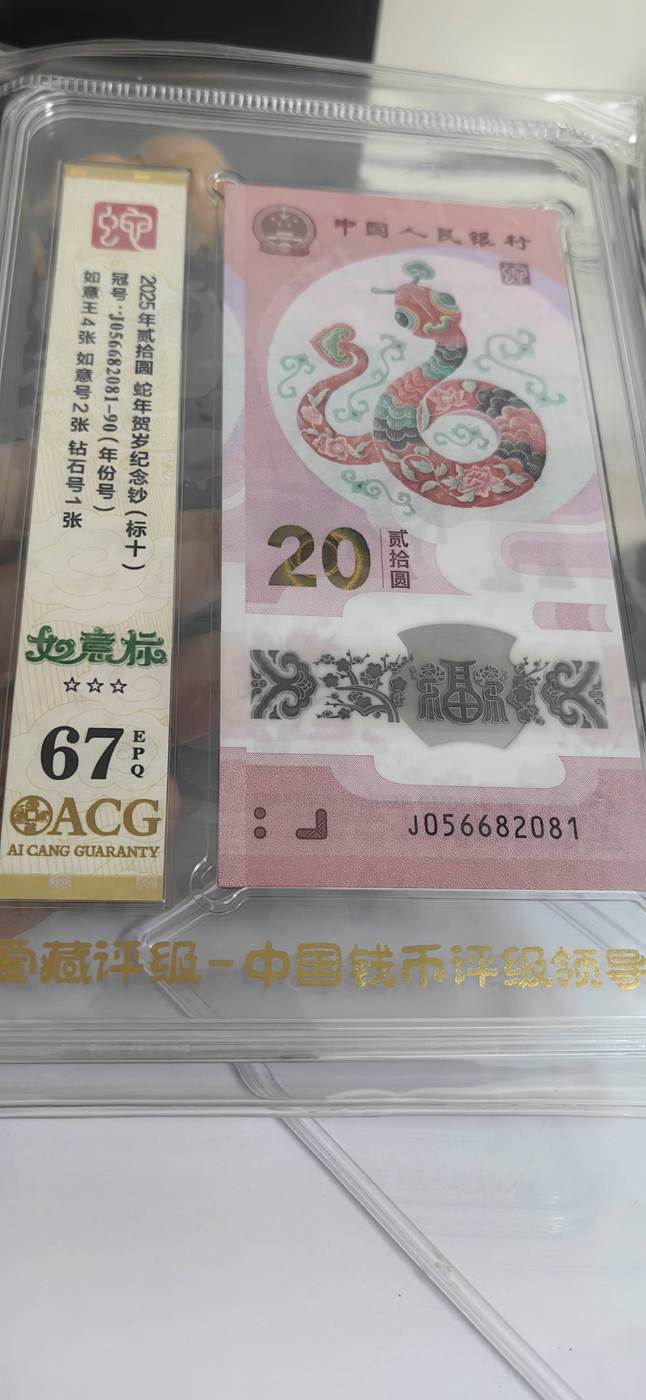 蛇
2025年贰拾圆 蛇年贺岁纪念钞(标十)
冠号:J056682081-90(年份号)
如意王4张 如意号2张 钻石号1张
如意标
☆☆☆
67
EPQ
ACG
AI CANG GUARANTY
中国人民银行
蛇
20
贰拾圆
J056682081
爱藏评级-中国钱币评级领导